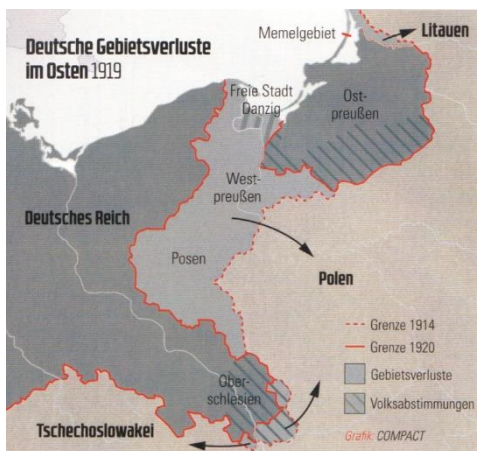 Deutsche Gebietsverluste
im Osten 1919
Memelgebiet
Litauen
Freie Stadt
Danzig
Ost-
preußen
West-
preußen
Deutsches Reich
Posen
Polen
Ober-
schlesien
Tschechoslowakei
Grenze 1914
Grenze 1920
Gebietsverluste
Volksabstimmungen
Grafik: COMPACT